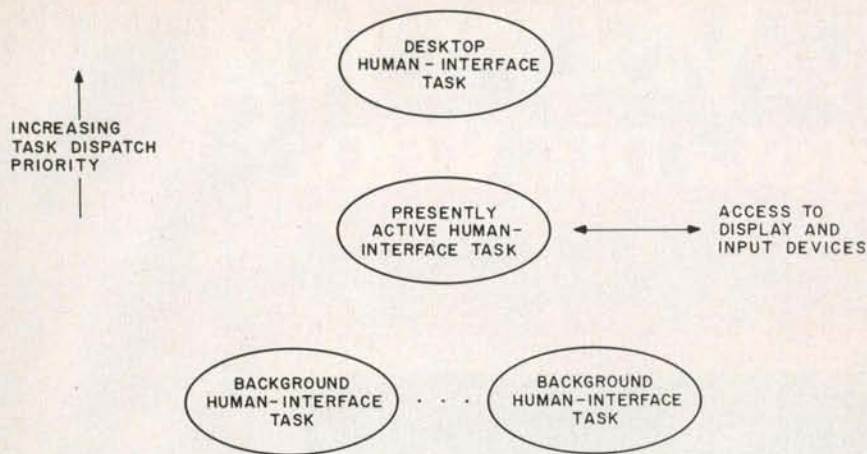 DESKTOP
HUMAN-INTERFACE
TASK
INCREASING
TASK DISPATCH
PRIORITY
PRESENTLY
ACTIVE HUMAN-
INTERFACE TASK
ACCESS TO
DISPLAY AND
INPUT DEVICES
BACKGROUND
HUMAN-INTERFACE
TASK
. . .
BACKGROUND
HUMAN-INTERFACE
TASK